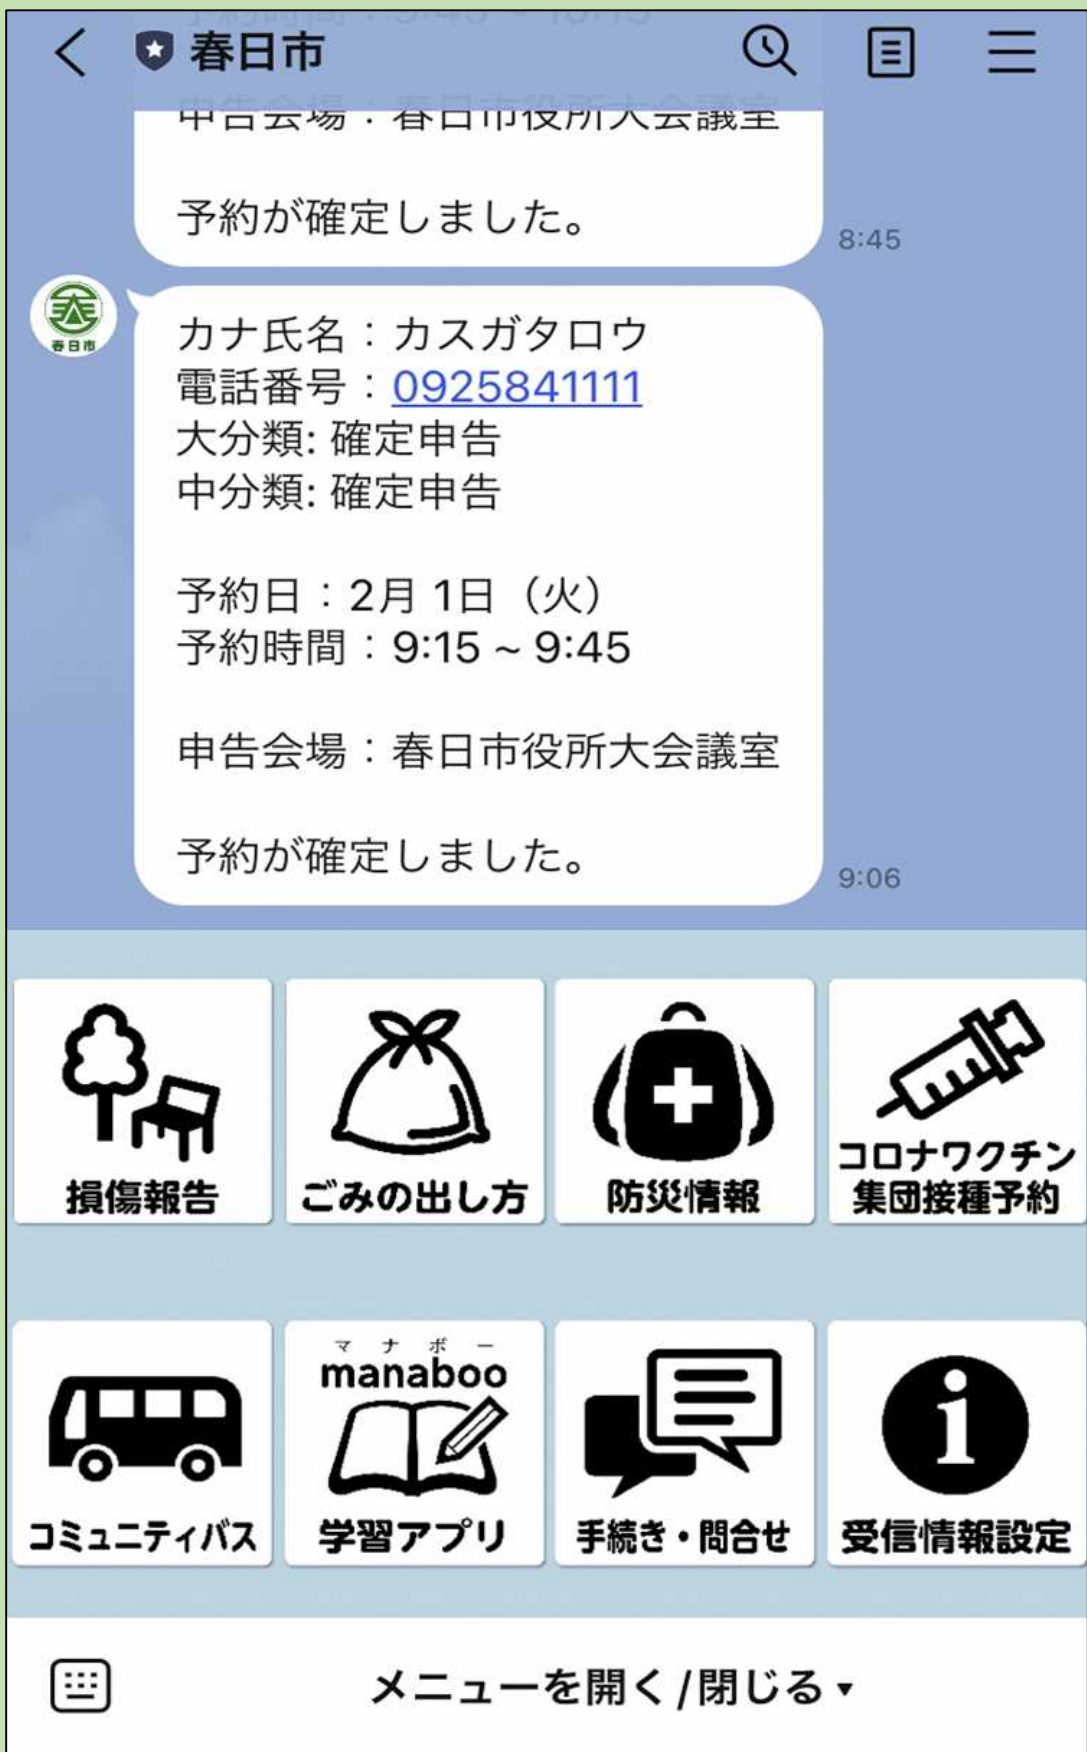 春日市
申告会場：春日市役所大会議室
予約が確定しました。
8:45
春日市
カナ氏名：カスガタロウ
電話番号：0925841111
大分類: 確定申告
中分類: 確定申告
予約日：2月 1日（火）
予約時間：9:15 ~ 9:45
申告会場：春日市役所大会議室
予約が確定しました。
9:06
損傷報告
ごみの出し方
防災情報
コロナワクチン
集団接種予約
コミュニティバス
マナボー
manaboo
学習アプリ
手続き・問合せ
受信情報設定
メニューを開く/閉じる▼